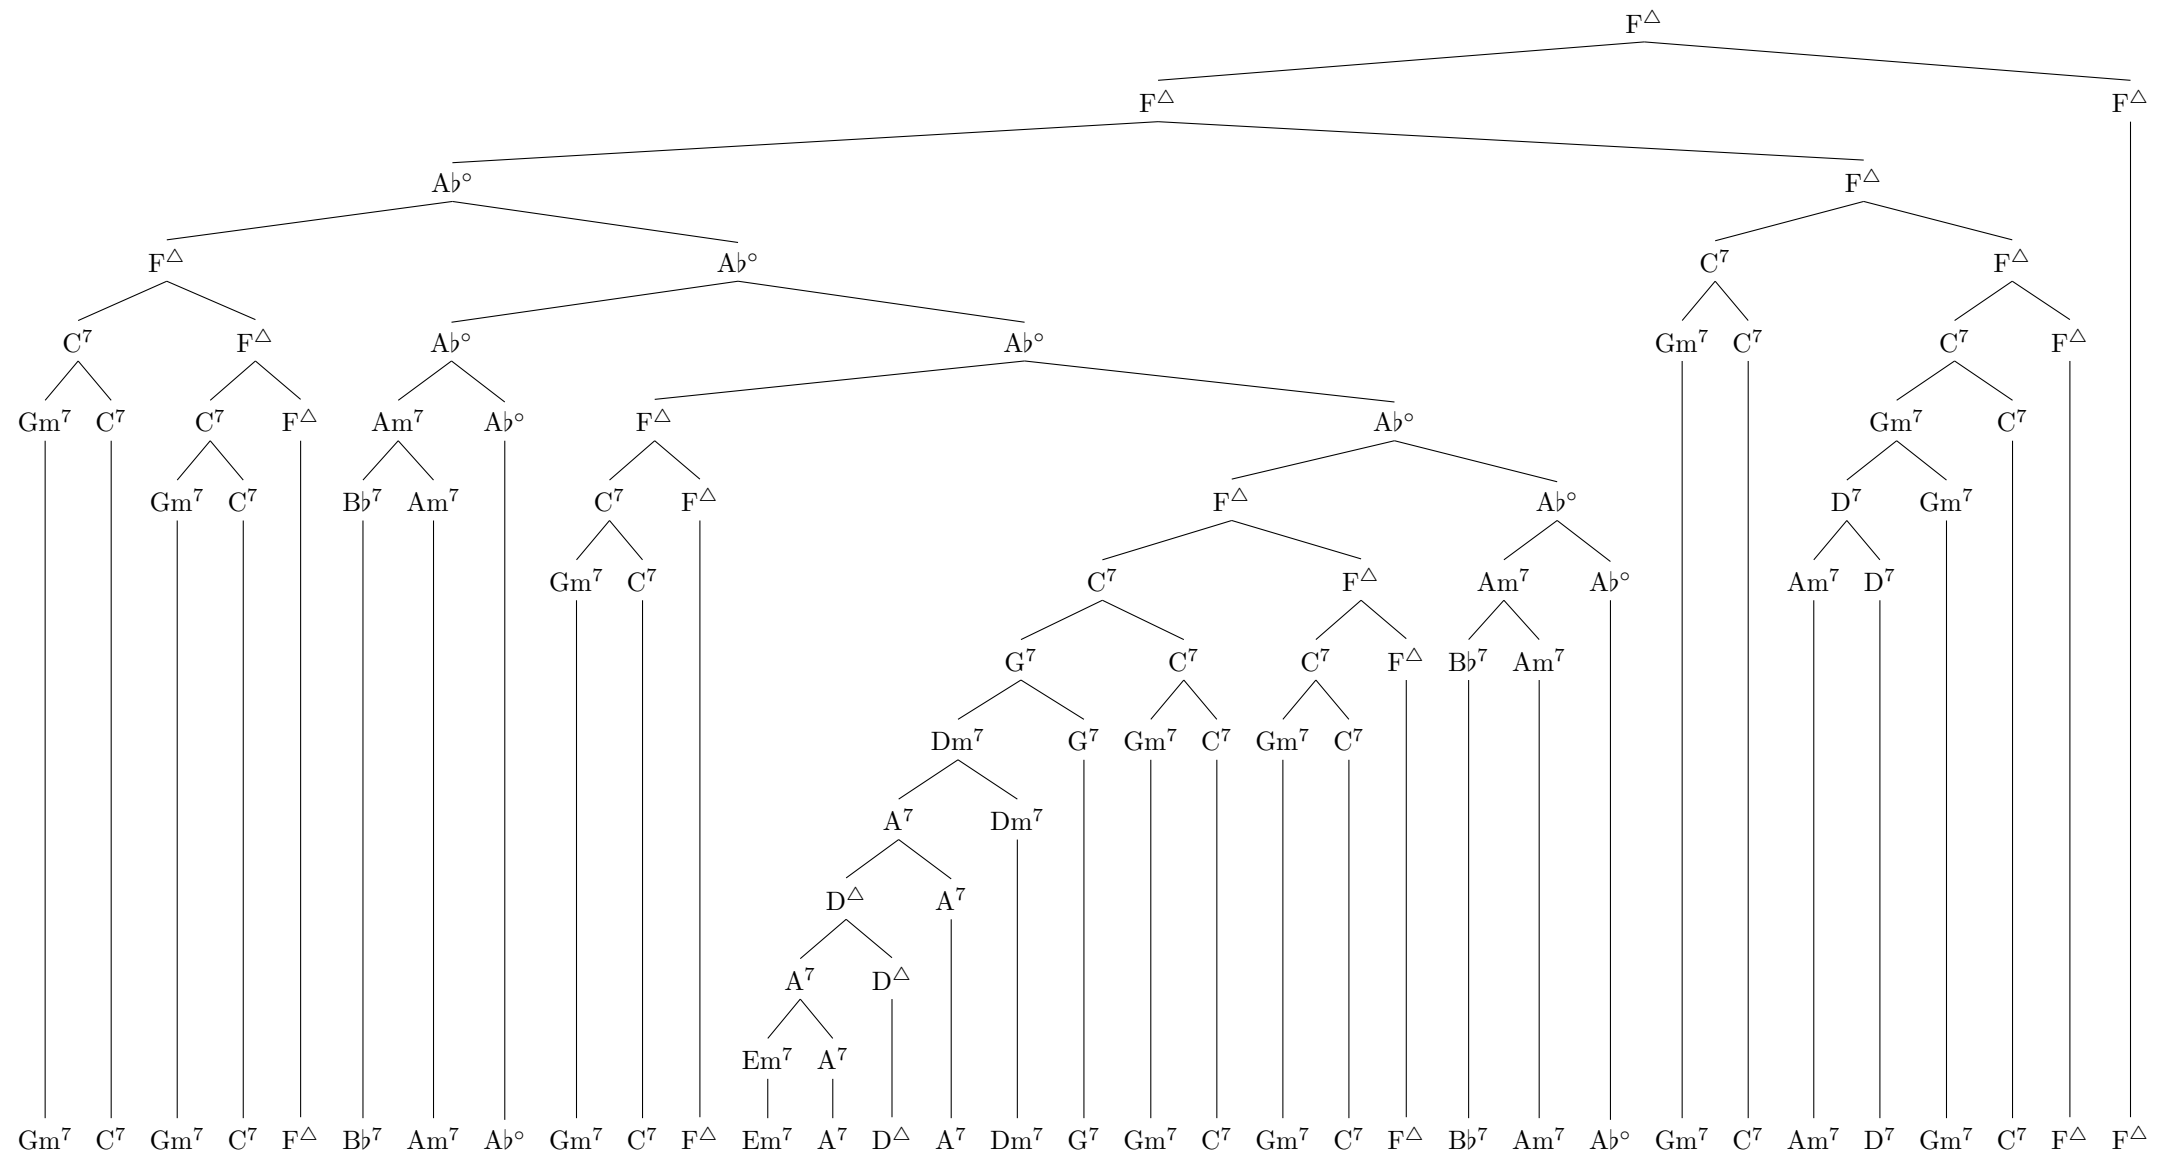 F△
F△ F△
A♭° F△
F△ A♭° C⁷ F△
C⁷ F△ A♭° A♭° Gm⁷ C⁷ C⁷ F△
Gm⁷ C⁷ C⁷ F△ Am⁷ A♭° F△ A♭° Gm⁷ C⁷
Gm⁷ C⁷ B♭⁷ Am⁷ C⁷ F△ F△ A♭° D⁷ Gm⁷
Gm⁷ C⁷ C⁷ F△ Am⁷ A♭° Am⁷ D⁷
G⁷ C⁷ C⁷ F△ B♭⁷ Am⁷
Dm⁷ G⁷ Gm⁷ C⁷ Gm⁷ C⁷
A⁷ Dm⁷
D△ A⁷
A⁷ D△
Em⁷ A⁷
Gm⁷ C⁷ Gm⁷ C⁷ F△ B♭⁷ Am⁷ A♭° Gm⁷ C⁷ F△ Em⁷ A⁷ D△ A⁷ Dm⁷ G⁷ Gm⁷ C⁷ Gm⁷ C⁷ F△ B♭⁷ Am⁷ A♭° Gm⁷ C⁷ Am⁷ D⁷ Gm⁷ C⁷ F△ F△